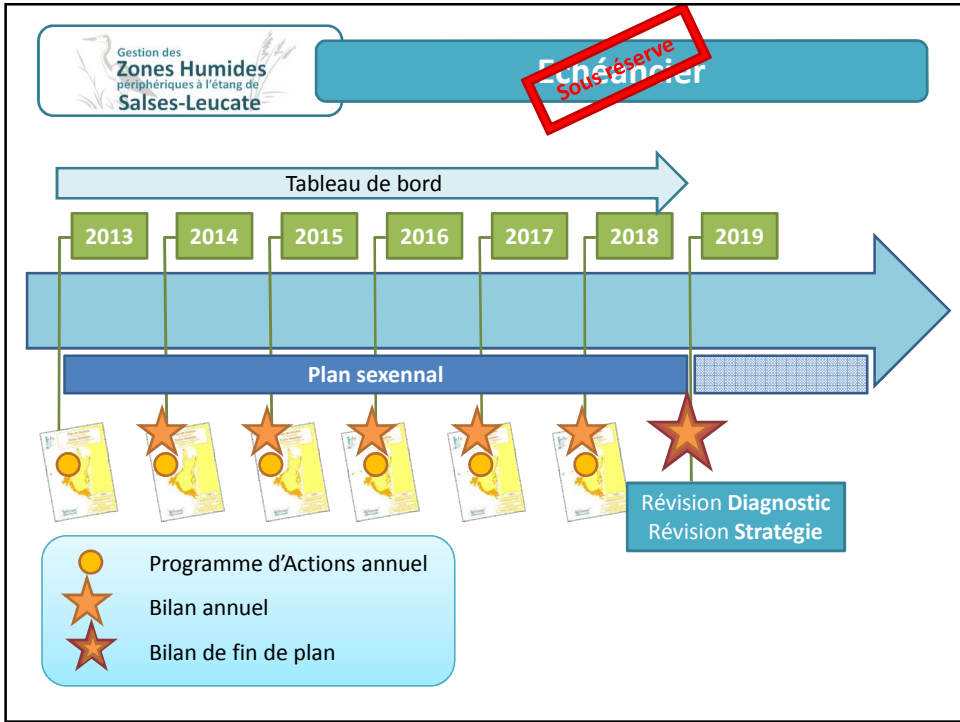 Gestion des
Zones Humides
périphériques à l'étang de
Salses-Leucate
Echéancier
Sous réserve
Tableau de bord
2013
2014
2015
2016
2017
2018
2019
Plan sexennal
Révision Diagnostic
Révision Stratégie
Programme d'Actions annuel
Bilan annuel
Bilan de fin de plan